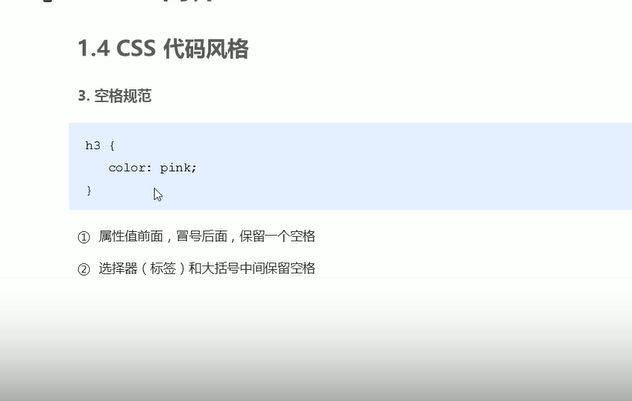 1.4 CSS 代码风格
3. 空格规范
h3 {
color: pink;
}
① 属性值前面，冒号后面，保留一个空格
② 选择器（标签）和大括号中间保留空格